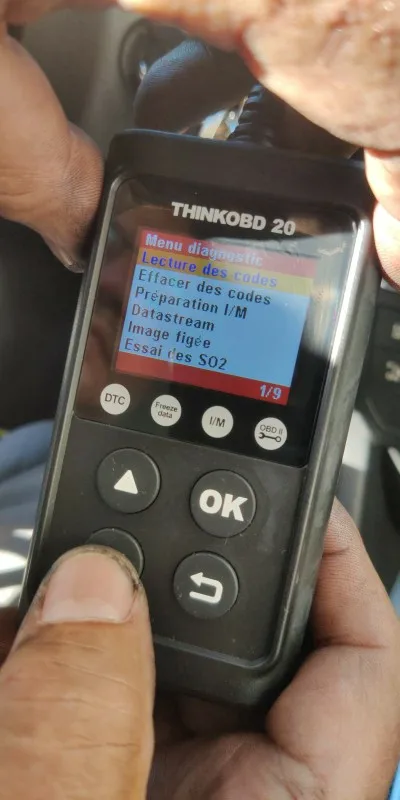 THINKOBD 20
Menu diagnostic
Lecture des codes
Effacer des codes
Préparation I/M
Datastream
Image figée
Essai des SO2
1/9
DTC
Freeze
data
I/M
OBD II
OK